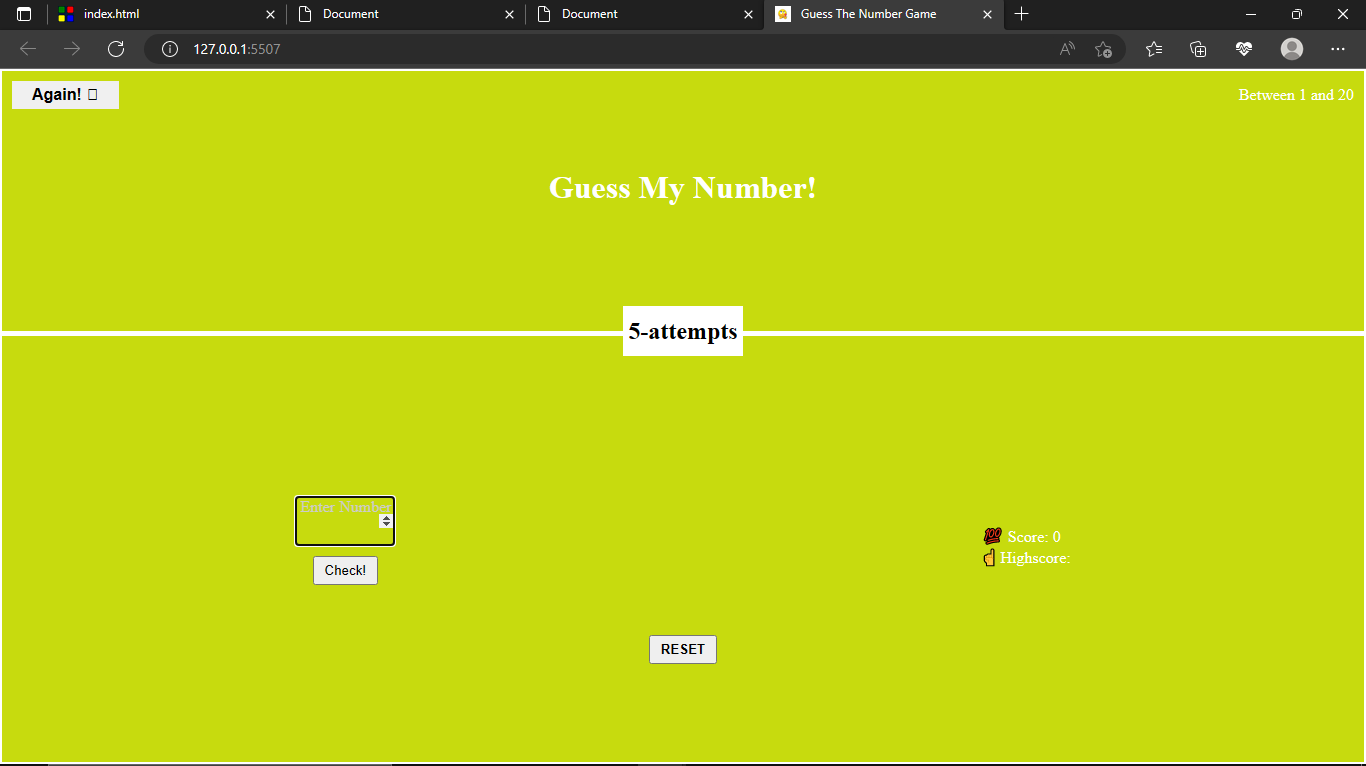 index.html
Document
Document
Guess The Number Game
127.0.0.1:5507
Again!
Between 1 and 20
Guess My Number!
5-attempts
Enter Number
Check!
💯 Score: 0
☝ Highscore:
RESET